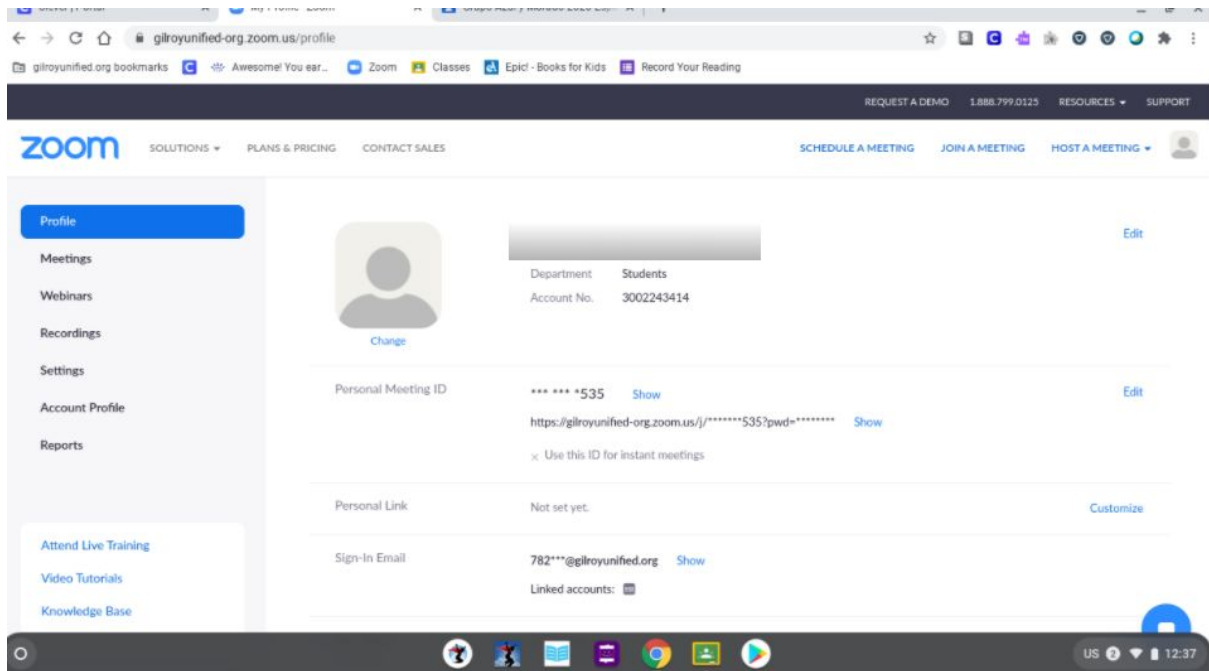 gilroyunified-org.zoom.us/profile
gilroyunified.org bookmarks C Awesome! You ear... Zoom Classes Epic! - Books for Kids Record Your Reading
REQUEST A DEMO 1.888.799.0125 RESOURCES SUPPORT
zoom SOLUTIONS PLANS & PRICING CONTACT SALES SCHEDULE A MEETING JOIN A MEETING HOST A MEETING
Profile
Meetings
Webinars
Recordings
Settings
Account Profile
Reports
Attend Live Training
Video Tutorials
Knowledge Base
Change
Edit
Department Students
Account No. 3002243414
Personal Meeting ID *** *** *535 Show Edit
https://gilroyunified-org.zoom.us/j/*******535?pwd=******** Show
× Use this ID for instant meetings
Personal Link Not set yet. Customize
Sign-In Email 782***@gilroyunified.org Show
Linked accounts:
US 2 12:37